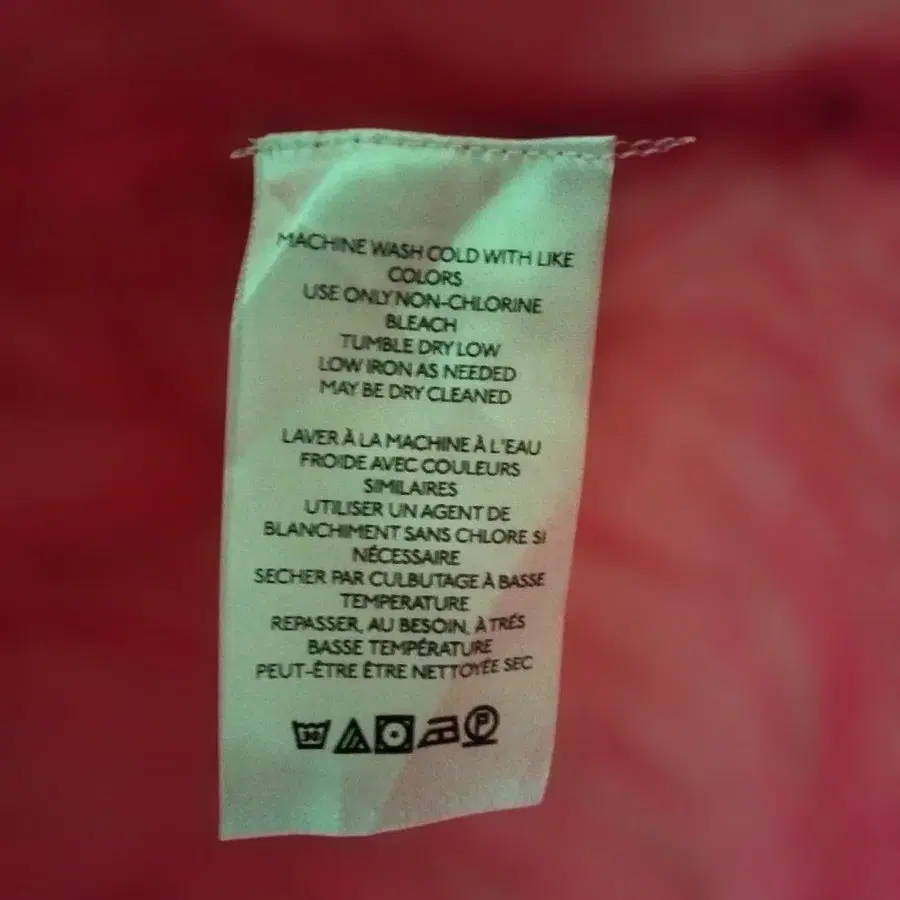 MACHINE WASH COLD WITH LIKE
COLORS
USE ONLY NON-CHLORINE
BLEACH
TUMBLE DRY LOW
LOW IRON AS NEEDED
MAY BE DRY CLEANED
LAVER À LA MACHINE À L'EAU
FROIDE AVEC COULEURS
SIMILAIRES
UTILISER UN AGENT DE
BLANCHIMENT SANS CHLORE SI
NÉCESSAIRE
SECHER PAR CULBUTAGE À BASSE
TEMPERATURE
REPASSER, AU BESOIN, À TRÉS
BASSE TEMPÉRATURE
PEUT-ÊTRE ÊTRE NETTOYÉE SEC
30 P